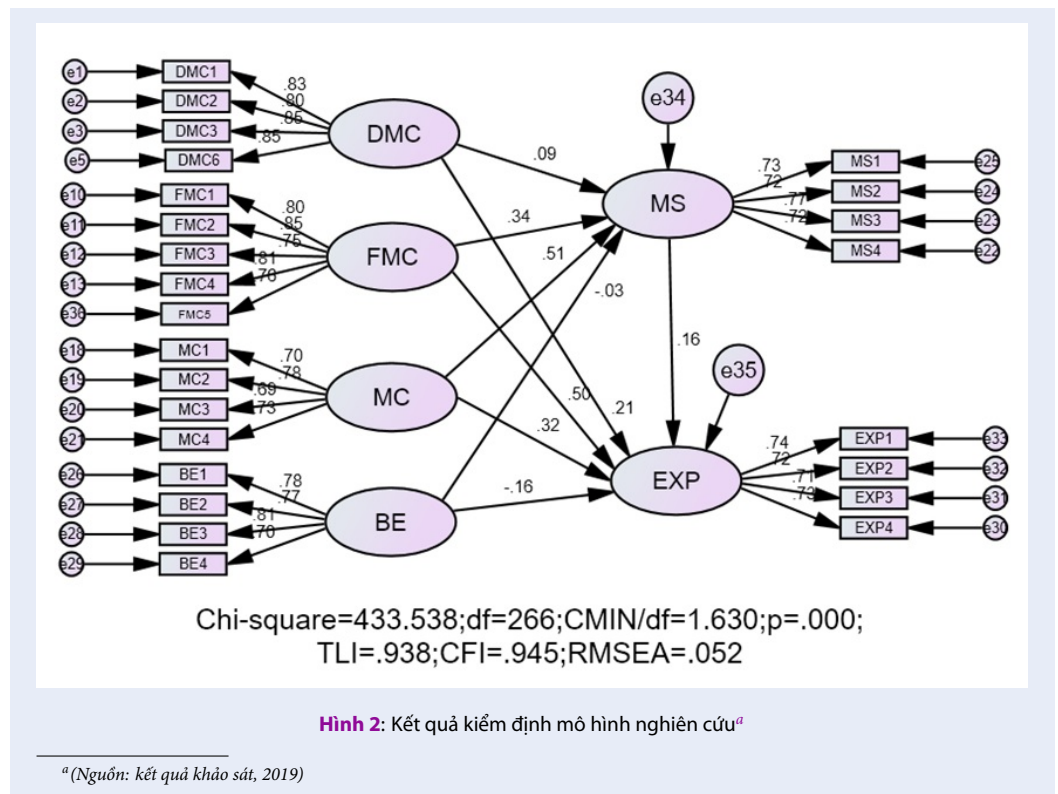 e1 DMC1 .83
e2 DMC2 .80
e3 DMC3 .85
e5 DMC6 .85
DMC
e10 FMC1 .80
e11 FMC2 .85
e12 FMC3 .75
e13 FMC4 .81
e36 FMC5 .76
FMC
e18 MC1 .70
e19 MC2 .78
e20 MC3 .69
e21 MC4 .73
MC
e26 BE1 .78
e27 BE2 .77
e28 BE3 .81
e29 BE4 .70
BE
.09
.34
.51
-.03
.50
.21
.32
-.16
.16
e34
MS
.73 MS1 e25
.72 MS2 e24
.77 MS3 e23
.72 MS4 e22
e35
EXP
.74 EXP1 e33
.72 EXP2 e32
.71 EXP3 e31
.73 EXP4 e30
Chi-square=433.538;df=266;CMIN/df=1.630;p=.000;
TLI=.938;CFI=.945;RMSEA=.052
Hình 2: Kết quả kiểm định mô hình nghiên cứu^a
^a (Nguồn: kết quả khảo sát, 2019)